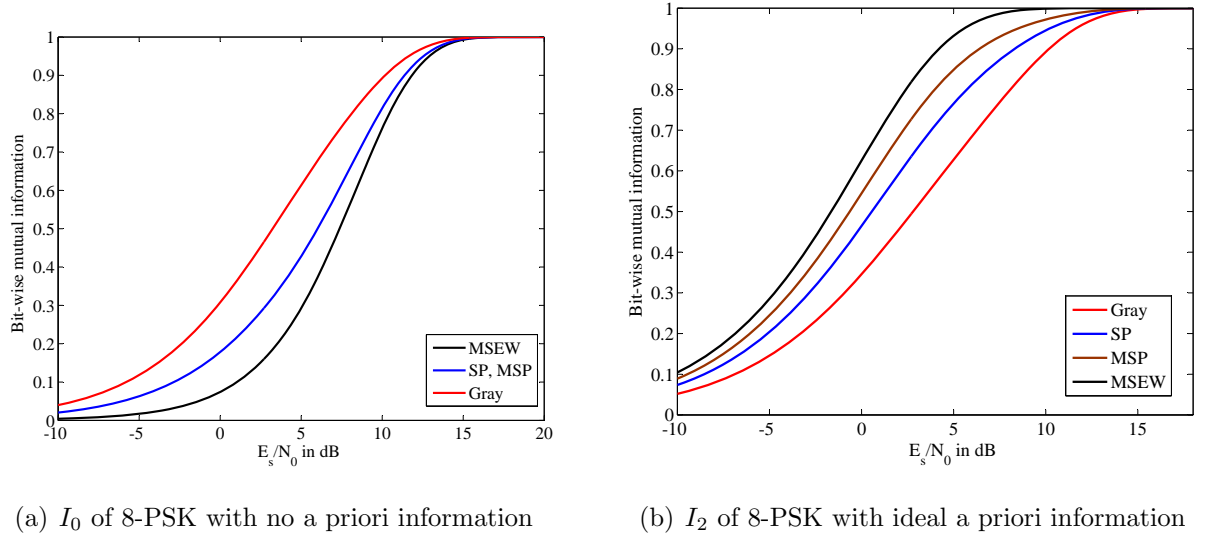 1
0.9
0.8
0.7
0.6
0.5
0.4
0.3
0.2
0.1
0
Bit-wise mutual information
-10 -5 0 5 10 15 20
E_s/N_0 in dB
MSEW
SP, MSP
Gray
(a) I_0 of 8-PSK with no a priori information
1
0.9
0.8
0.7
0.6
0.5
0.4
0.3
0.2
0.1
0
Bit-wise mutual information
-10 -5 0 5 10 15
E_s/N_0 in dB
Gray
SP
MSP
MSEW
(b) I_2 of 8-PSK with ideal a priori information